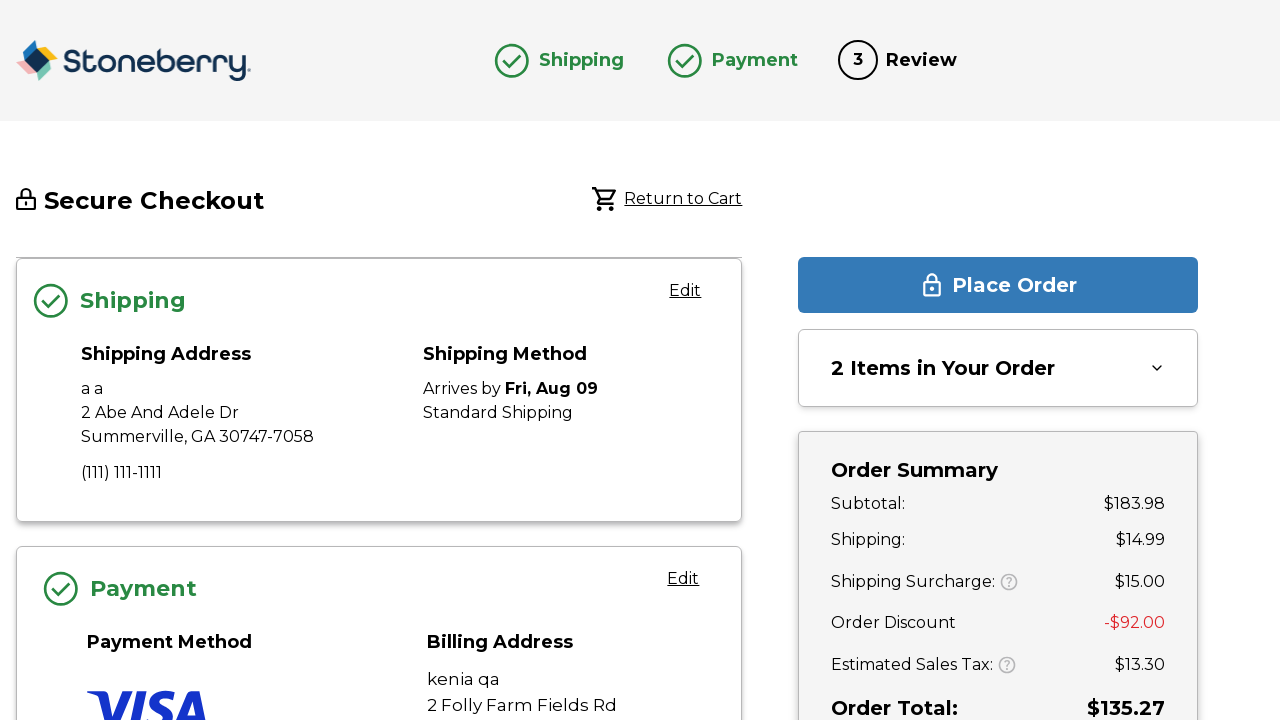 Stoneberry.
Shipping
Payment
3 Review
Secure Checkout
Return to Cart
Shipping
Edit
Shipping Address
a a
2 Abe And Adele Dr
Summerville, GA 30747-7058
(111) 111-1111
Shipping Method
Arrives by Fri, Aug 09
Standard Shipping
Payment
Edit
Payment Method
VISA
Billing Address
kenia qa
2 Folly Farm Fields Rd
Place Order
2 Items in Your Order
Order Summary
Subtotal: $183.98
Shipping: $14.99
Shipping Surcharge: ? $15.00
Order Discount -$92.00
Estimated Sales Tax: ? $13.30
Order Total: $135.27